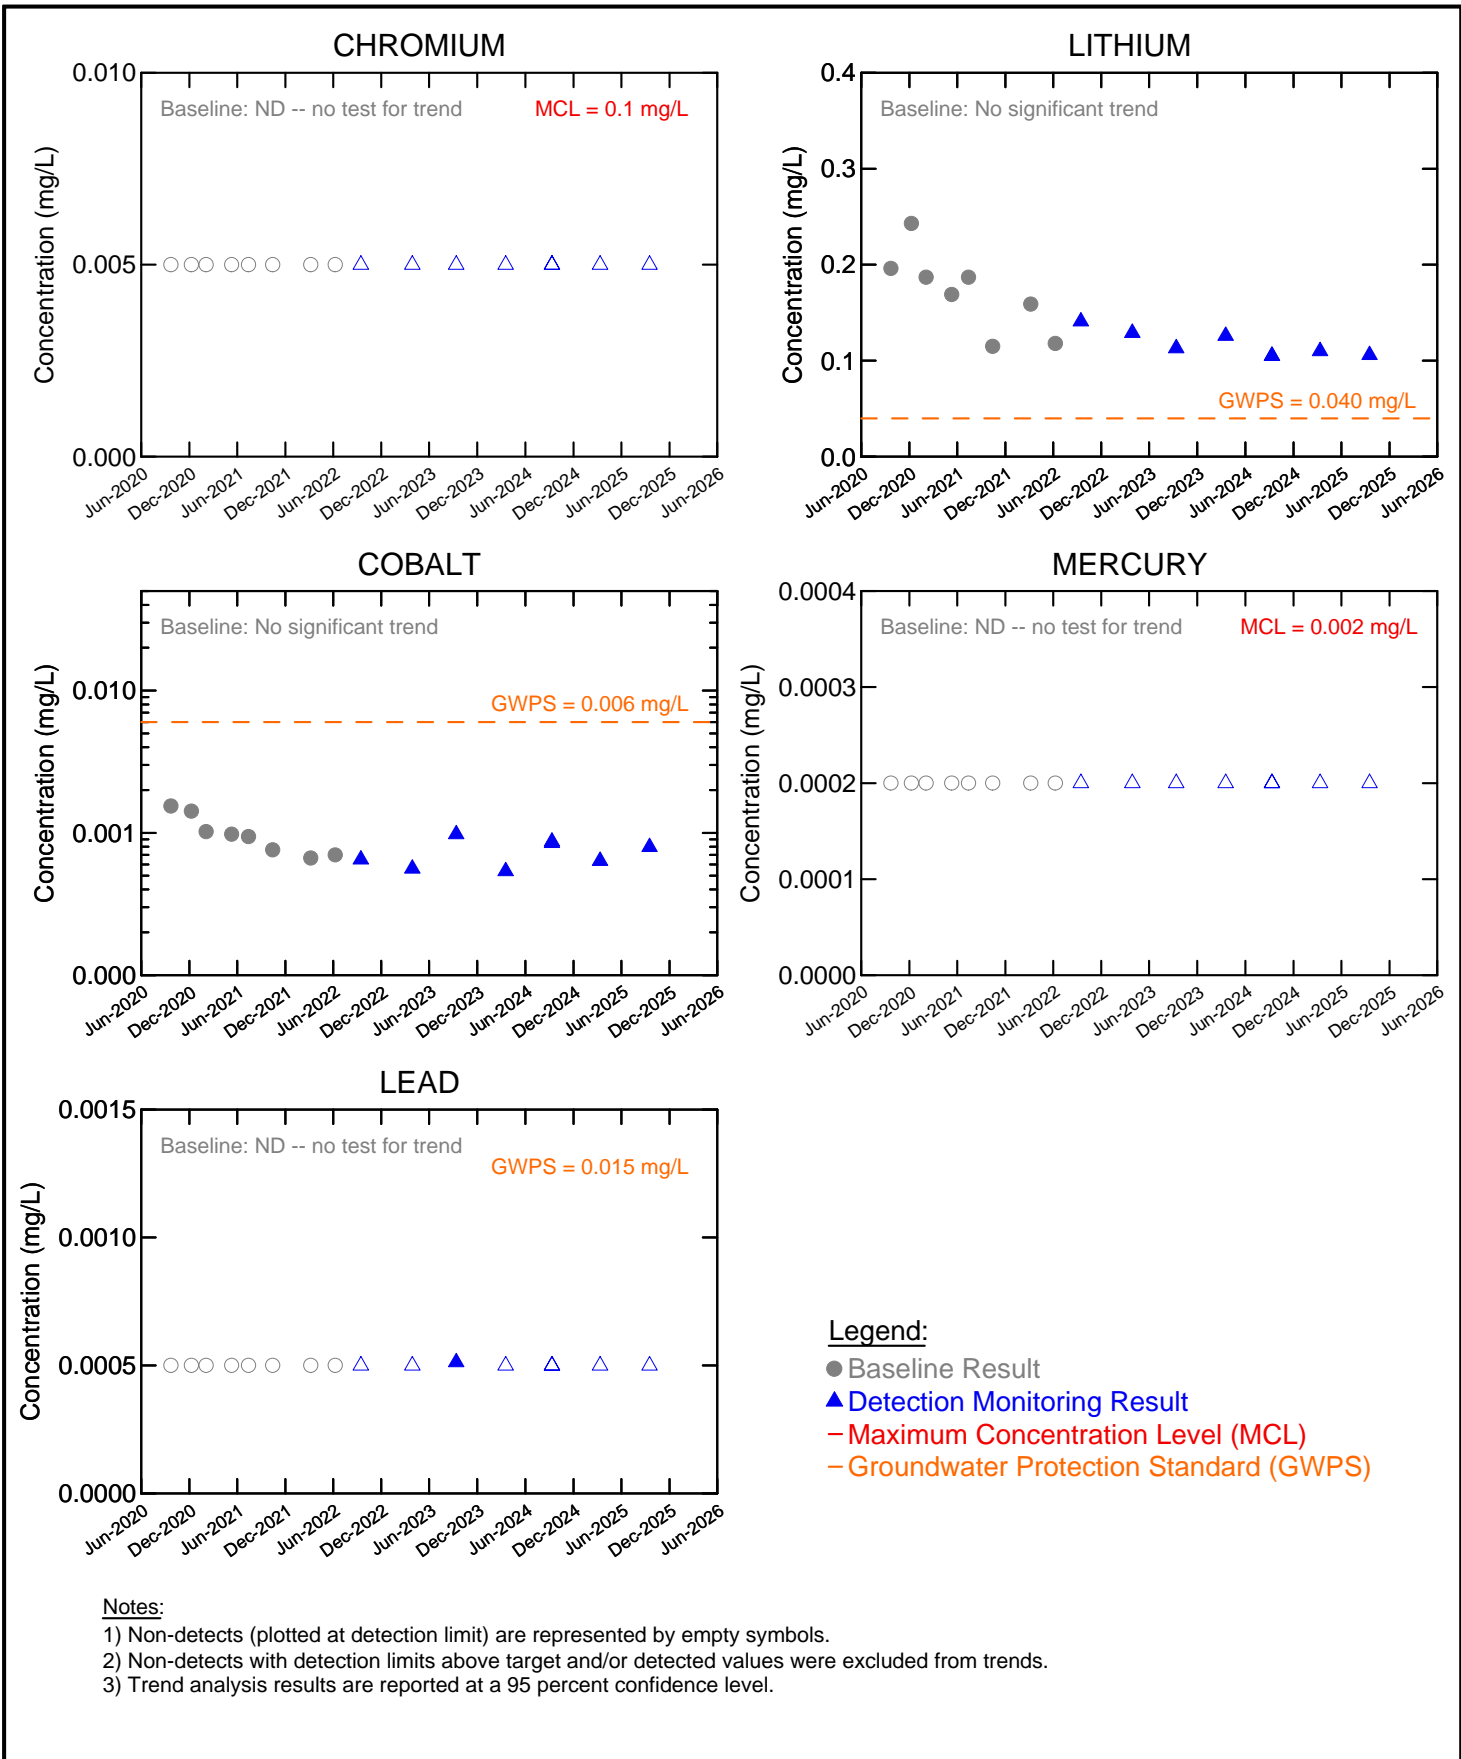 CHROMIUM
0.010
Baseline: ND -- no test for trend
MCL = 0.1 mg/L
0.005
0.000
Concentration (mg/L)
Jun-2020
Dec-2020
Jun-2021
Dec-2021
Jun-2022
Dec-2022
Jun-2023
Dec-2023
Jun-2024
Dec-2024
Jun-2025
Dec-2025
Jun-2026
LITHIUM
0.4
Baseline: No significant trend
0.3
0.2
0.1
GWPS = 0.040 mg/L
0.0
Concentration (mg/L)
Jun-2020
Dec-2020
Jun-2021
Dec-2021
Jun-2022
Dec-2022
Jun-2023
Dec-2023
Jun-2024
Dec-2024
Jun-2025
Dec-2025
Jun-2026
COBALT
Baseline: No significant trend
0.010
GWPS = 0.006 mg/L
0.001
0.000
Concentration (mg/L)
Jun-2020
Dec-2020
Jun-2021
Dec-2021
Jun-2022
Dec-2022
Jun-2023
Dec-2023
Jun-2024
Dec-2024
Jun-2025
Dec-2025
Jun-2026
MERCURY
0.0004
Baseline: ND -- no test for trend
MCL = 0.002 mg/L
0.0003
0.0002
0.0001
0.0000
Concentration (mg/L)
Jun-2020
Dec-2020
Jun-2021
Dec-2021
Jun-2022
Dec-2022
Jun-2023
Dec-2023
Jun-2024
Dec-2024
Jun-2025
Dec-2025
Jun-2026
LEAD
0.0015
Baseline: ND -- no test for trend
GWPS = 0.015 mg/L
0.0010
0.0005
0.0000
Concentration (mg/L)
Jun-2020
Dec-2020
Jun-2021
Dec-2021
Jun-2022
Dec-2022
Jun-2023
Dec-2023
Jun-2024
Dec-2024
Jun-2025
Dec-2025
Jun-2026
Legend:
Baseline Result
Detection Monitoring Result
Maximum Concentration Level (MCL)
Groundwater Protection Standard (GWPS)
Notes:
1) Non-detects (plotted at detection limit) are represented by empty symbols.
2) Non-detects with detection limits above target and/or detected values were excluded from trends.
3) Trend analysis results are reported at a 95 percent confidence level.